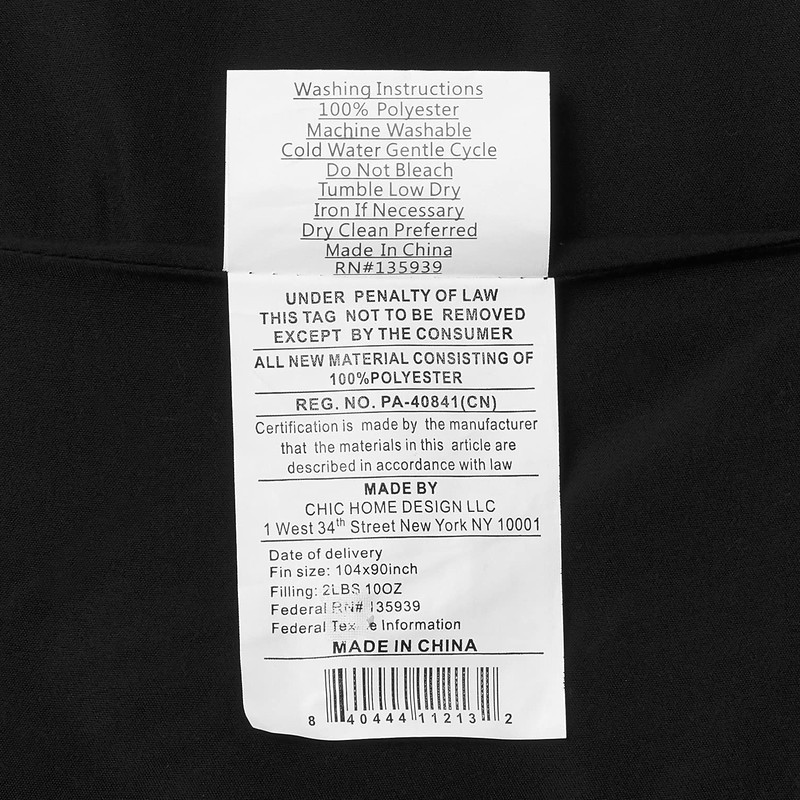 Washing Instructions
100% Polyester
Machine Washable
Cold Water Gentle Cycle
Do Not Bleach
Tumble Low Dry
Iron If Necessary
Dry Clean Preferred
Made In China
RN#135939
UNDER PENALTY OF LAW
THIS TAG NOT TO BE REMOVED
EXCEPT BY THE CONSUMER
ALL NEW MATERIAL CONSISTING OF
100%POLYESTER
REG. NO. PA-40841(CN)
Certification is made by the manufacturer
that the materials in this article are
described in accordance with law
MADE BY
CHIC HOME DESIGN LLC
1 West 34th Street New York NY 10001
Date of delivery
Fin size: 104x90inch
Filling: 2LBS 10OZ
Federal RN# 135939
Federal Information
MADE IN CHINA
8 40444 11213 2